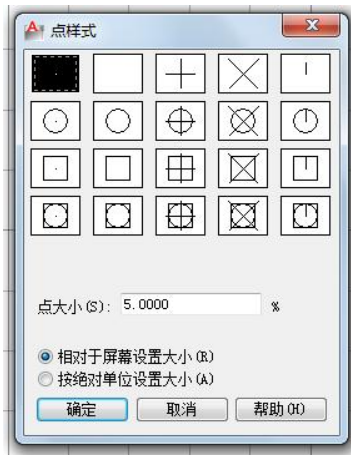 点样式
点大小(S): 5.0000 %
相对于屏幕设置大小(R)
按绝对单位设置大小(A)
确定 取消 帮助(H)